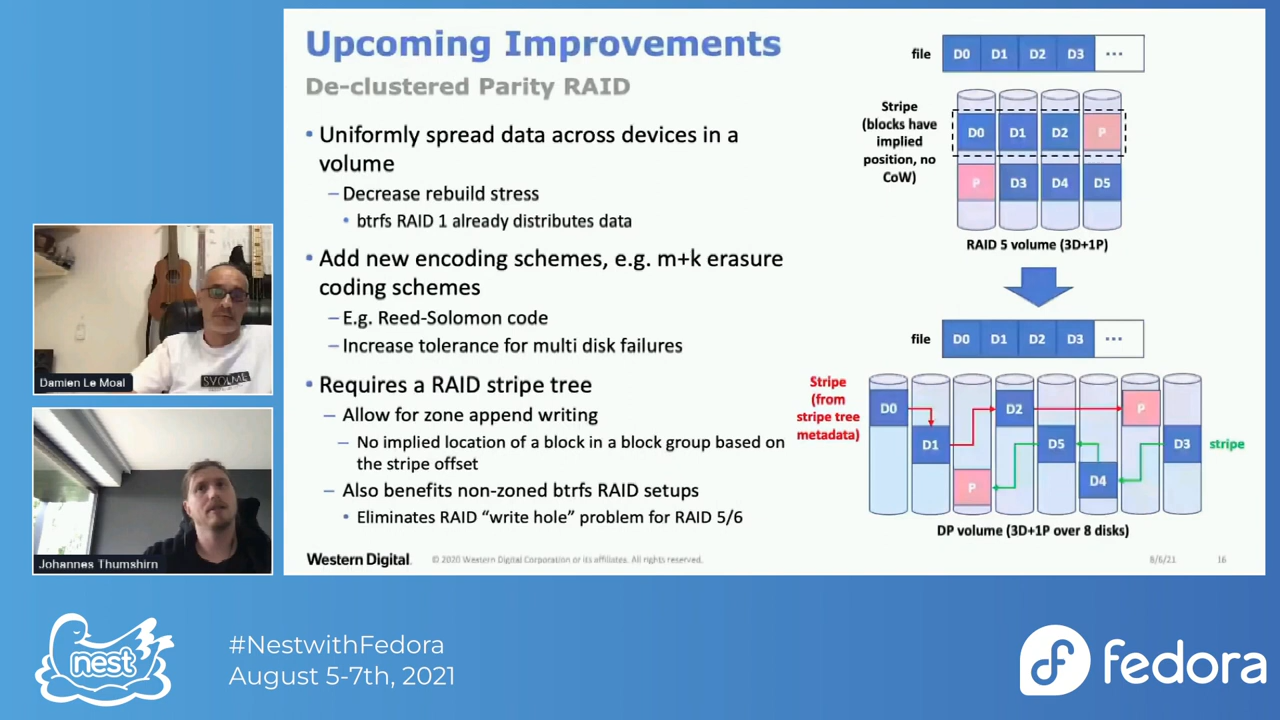 Upcoming Improvements
De-clustered Parity RAID
• Uniformly spread data across devices in a
volume
– Decrease rebuild stress
• btrfs RAID 1 already distributes data
• Add new encoding schemes, e.g. m+k erasure
coding schemes
– E.g. Reed-Solomon code
– Increase tolerance for multi disk failures
• Requires a RAID stripe tree
– Allow for zone append writing
– No implied location of a block in a block group based on
the stripe offset
– Also benefits non-zoned btrfs RAID setups
• Eliminates RAID “write hole” problem for RAID 5/6
file D0 D1 D2 D3 ...
Stripe
(blocks have
implied
position, no
CoW)
D0 D1 D2 P
P D3 D4 D5
RAID 5 volume (3D+1P)
file D0 D1 D2 D3 ...
Stripe
(from
stripe tree
metadata)
D0 D2 P
D1 D5 D3 stripe
P D4
DP volume (3D+1P over 8 disks)
Western Digital. © 2020 Western Digital Corporation or its affiliates. All rights reserved. 8/6/21 16
SVOLME
Damien Le Moal
Johannes Thumshirn
nest
#NestwithFedora
August 5-7th, 2021
fedora